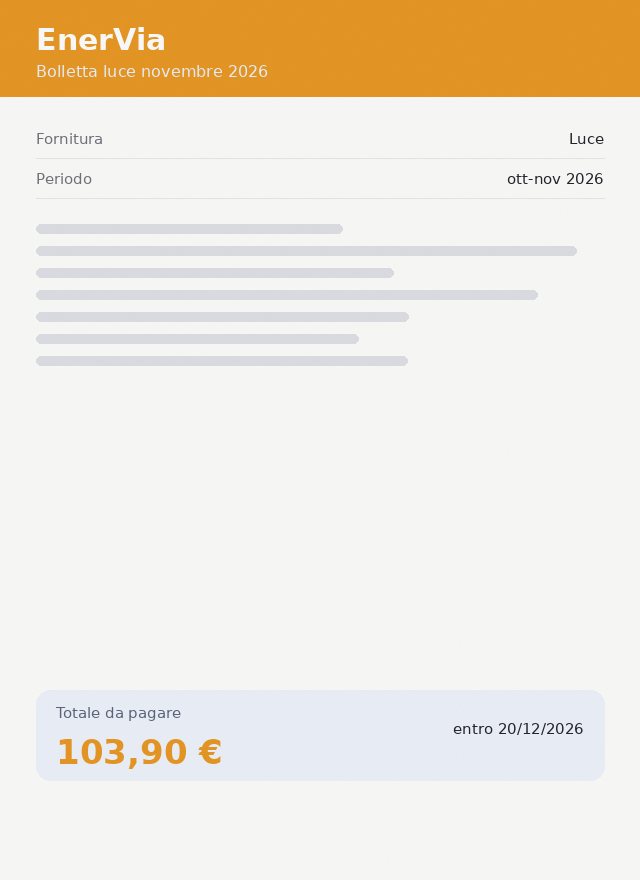 EnerVia
Bolletta luce novembre 2026
Fornitura Luce
Periodo ott-nov 2026
Totale da pagare
entro 20/12/2026
103,90 €